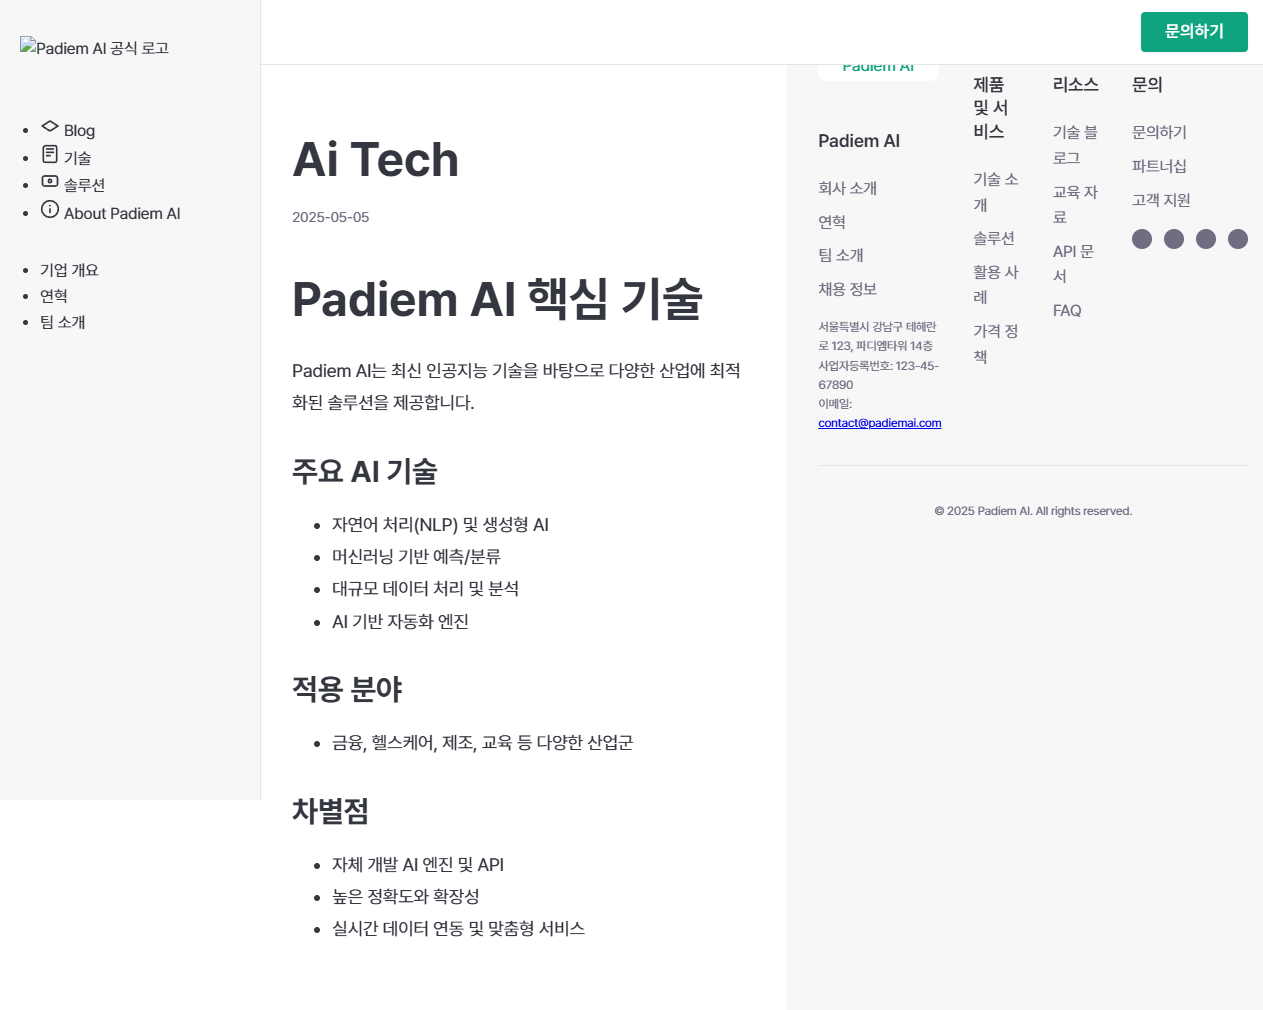 문의하기
Padiem AI 공식 로고
Blog
기술
솔루션
About Padiem AI
기업 개요
연혁
팀 소개
Ai Tech
2025-05-05
Padiem AI 핵심 기술
Padiem AI는 최신 인공지능 기술을 바탕으로 다양한 산업에 최적
화된 솔루션을 제공합니다.
주요 AI 기술
자연어 처리(NLP) 및 생성형 AI
머신러닝 기반 예측/분류
대규모 데이터 처리 및 분석
AI 기반 자동화 엔진
적용 분야
금융, 헬스케어, 제조, 교육 등 다양한 산업군
차별점
자체 개발 AI 엔진 및 API
높은 정확도와 확장성
실시간 데이터 연동 및 맞춤형 서비스
Padiem AI
Padiem AI
회사 소개
연혁
팀 소개
채용 정보
서울특별시 강남구 테헤란
로 123, 파디엠타워 14층
사업자등록번호: 123-45-
67890
이메일:
contact@padiemai.com
제품
및 서
비스
기술 소
개
솔루션
활용 사
례
가격 정
책
리소스
기술 블
로그
교육 자
료
API 문
서
FAQ
문의
문의하기
파트너십
고객 지원
© 2025 Padiem AI. All rights reserved.